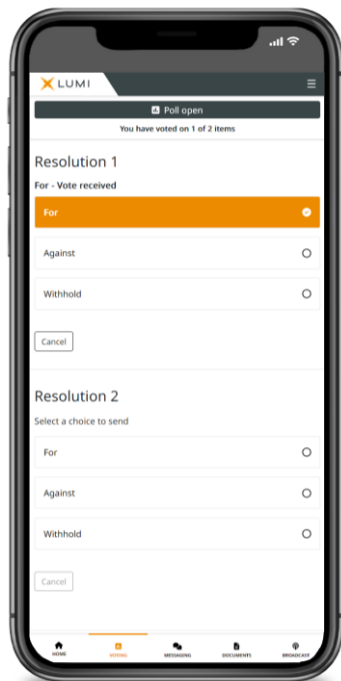 LUMI
Poll open
You have voted on 1 of 2 items
Resolution 1
For - Vote received
For
Against
Withhold
Cancel
Resolution 2
Select a choice to send
For
Against
Withhold
Cancel
HOME
VOTING
MESSAGING
DOCUMENTS
BROADCAST